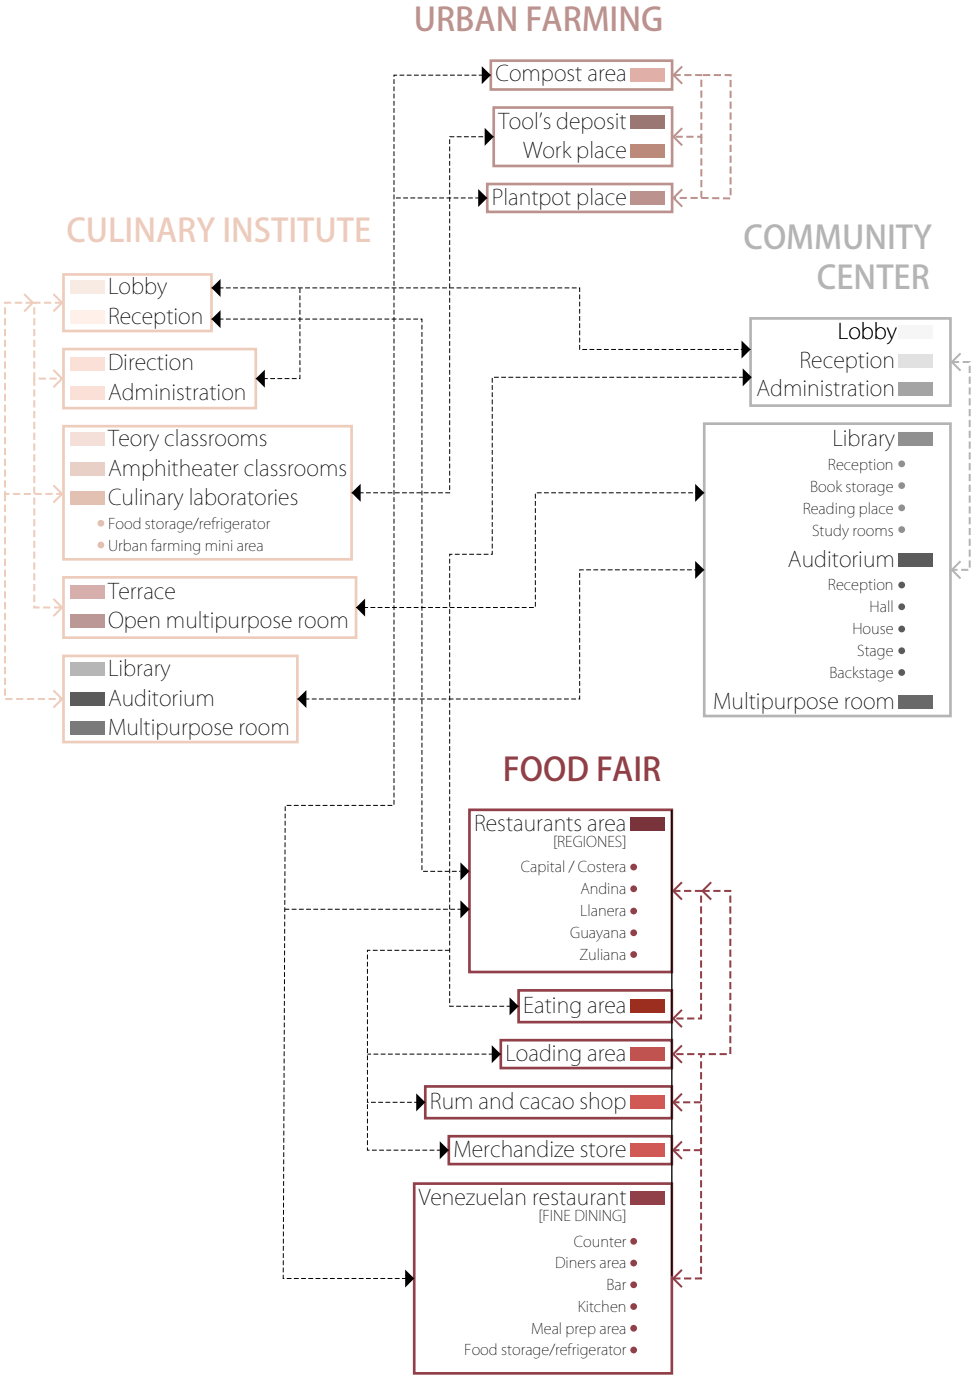 URBAN FARMING
Compost area
Tool's deposit
Work place
Plantpot place
CULINARY INSTITUTE
Lobby
Reception
Direction
Administration
Teory classrooms
Amphitheater classrooms
Culinary laboratories
• Food storage/refrigerator
• Urban farming mini area
Terrace
Open multipurpose room
Library
Auditorium
Multipurpose room
COMMUNITY
CENTER
Lobby
Reception
Administration
Library
Reception •
Book storage •
Reading place •
Study rooms •
Auditorium
Reception •
Hall •
House •
Stage •
Backstage •
Multipurpose room
FOOD FAIR
Restaurants area
[REGIONES]
Capital / Costera •
Andina •
Llanera •
Guayana •
Zuliana •
Eating area
Loading area
Rum and cacao shop
Merchandize store
Venezuelan restaurant
[FINE DINING]
Counter •
Diners area •
Bar •
Kitchen •
Meal prep area •
Food storage/refrigerator •